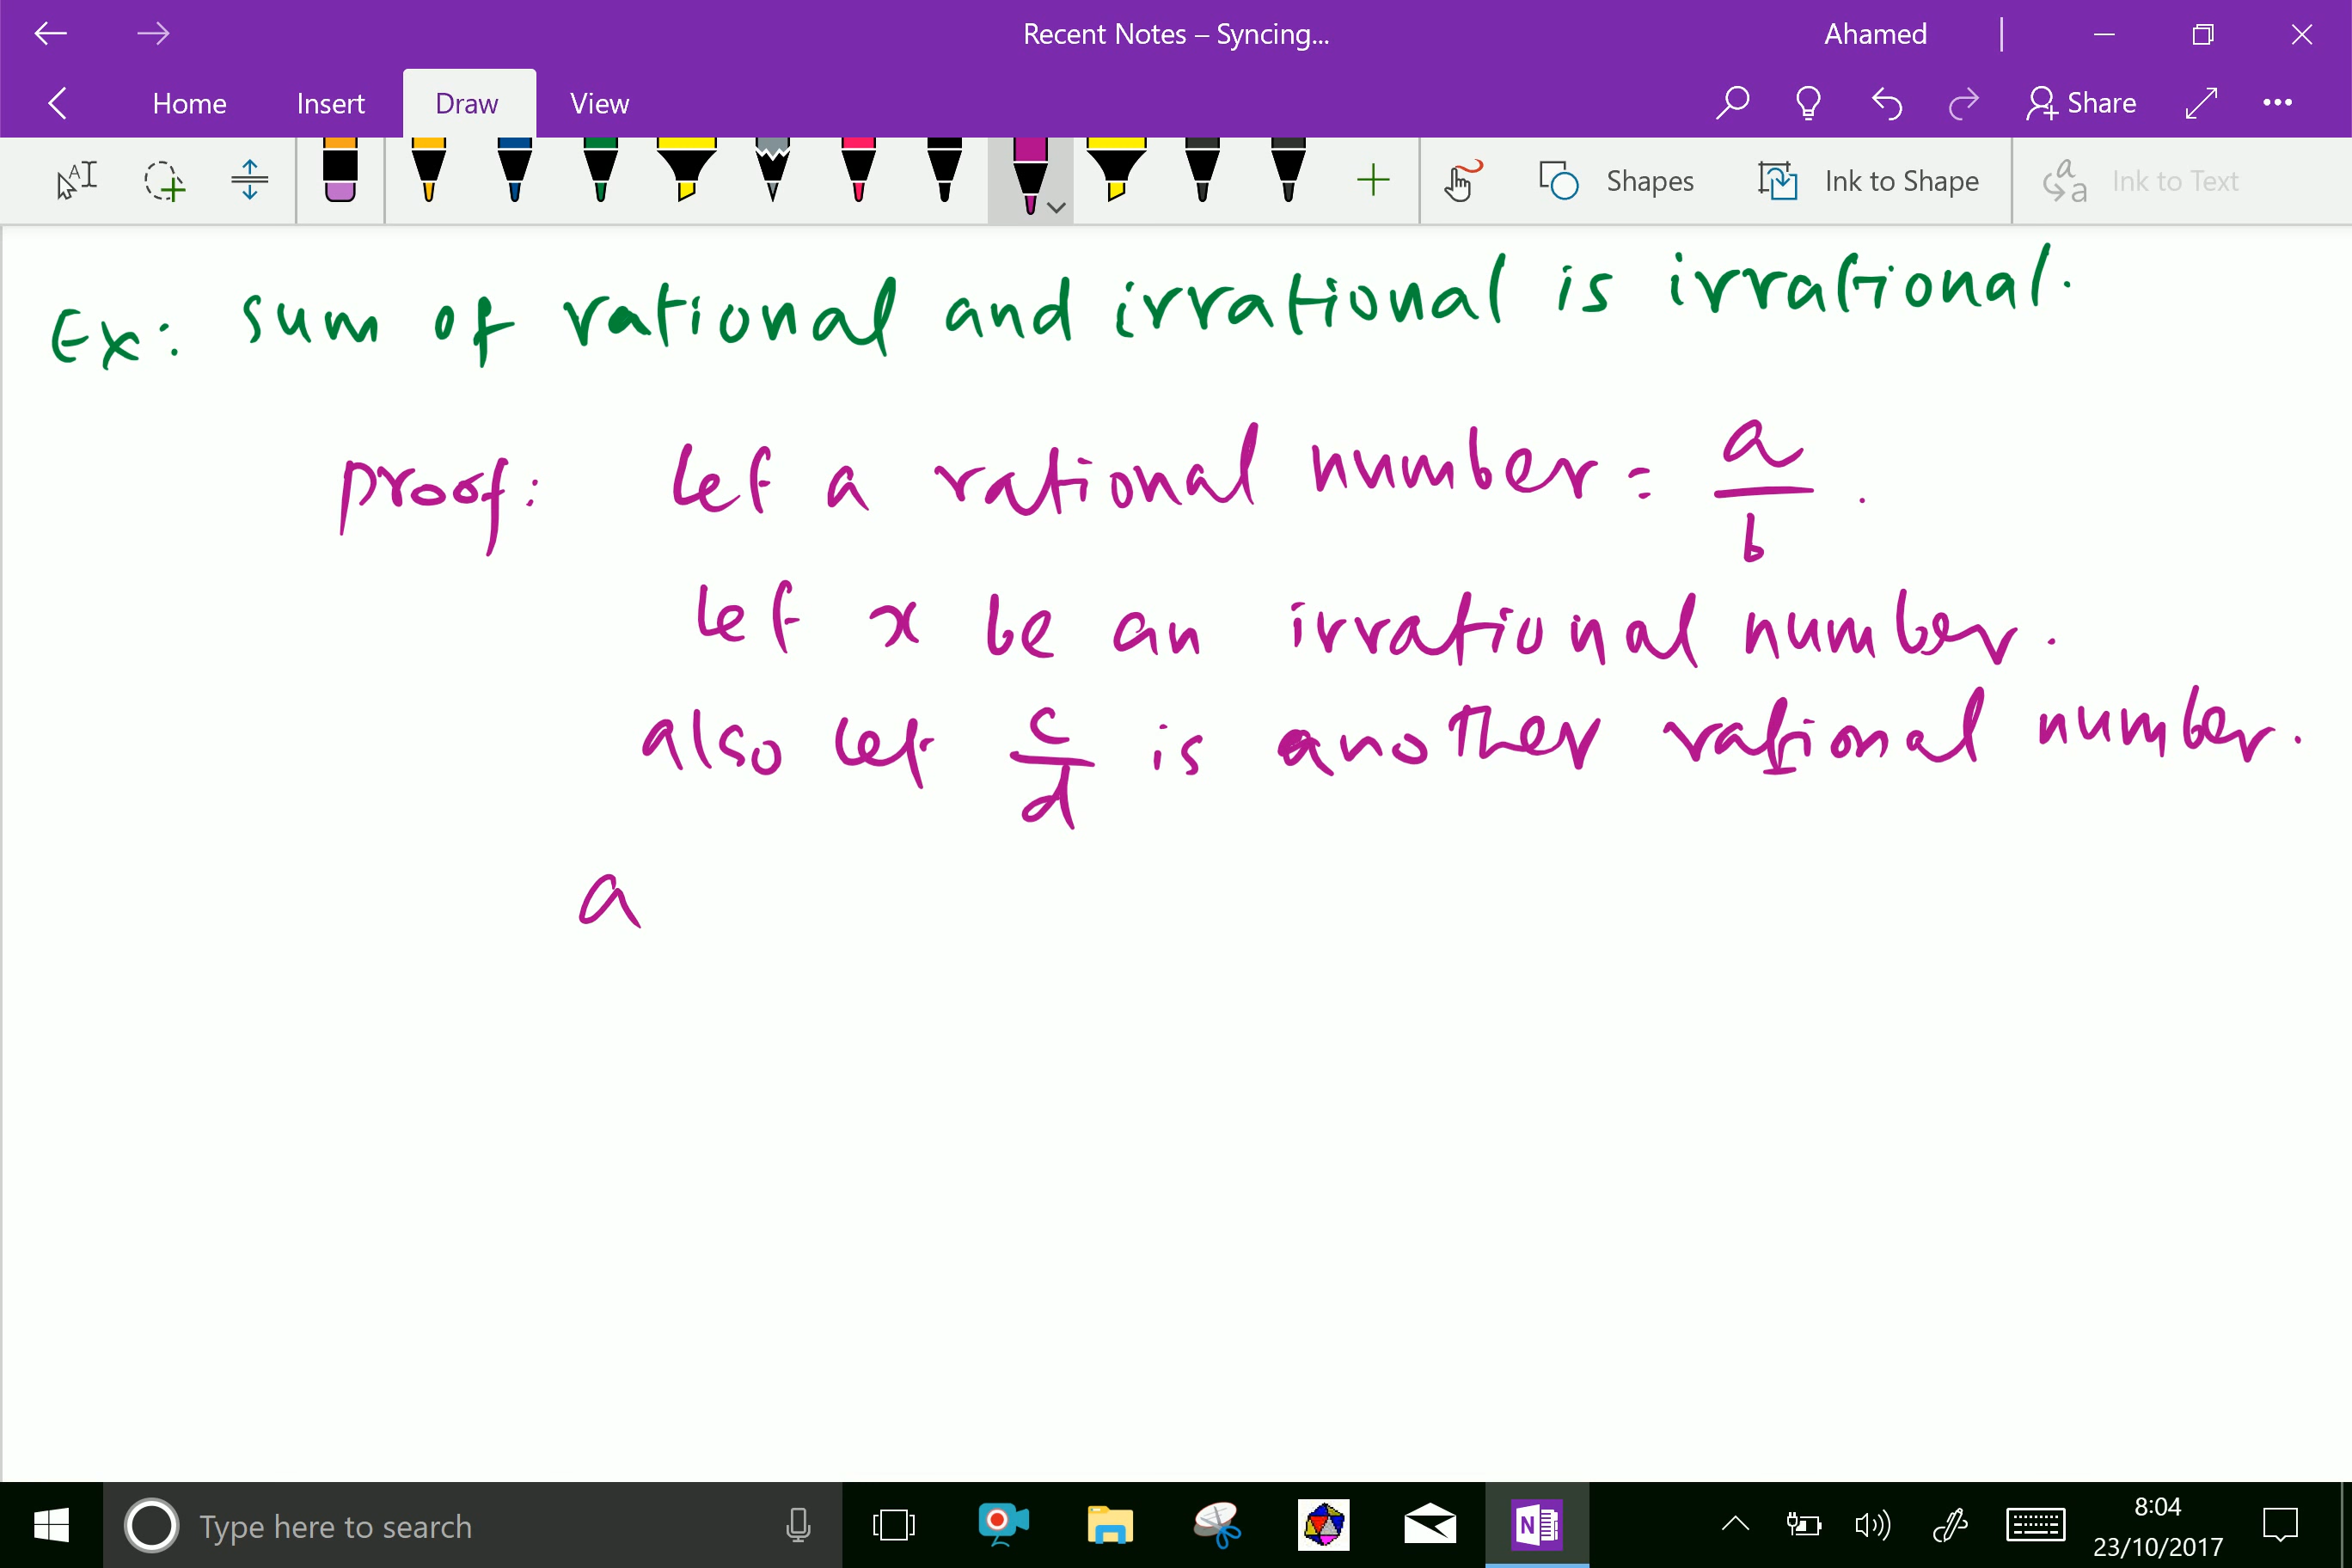 Recent Notes – Syncing...
Ahamed
Home Insert Draw View
Share
Shapes Ink to Shape Ink to Text
Ex: sum of rational and irrational is irrational.
proof: let a rational number = a/b.
let x be an irrational number.
also let c/d is another rational number.
a
Type here to search
8:04
23/10/2017